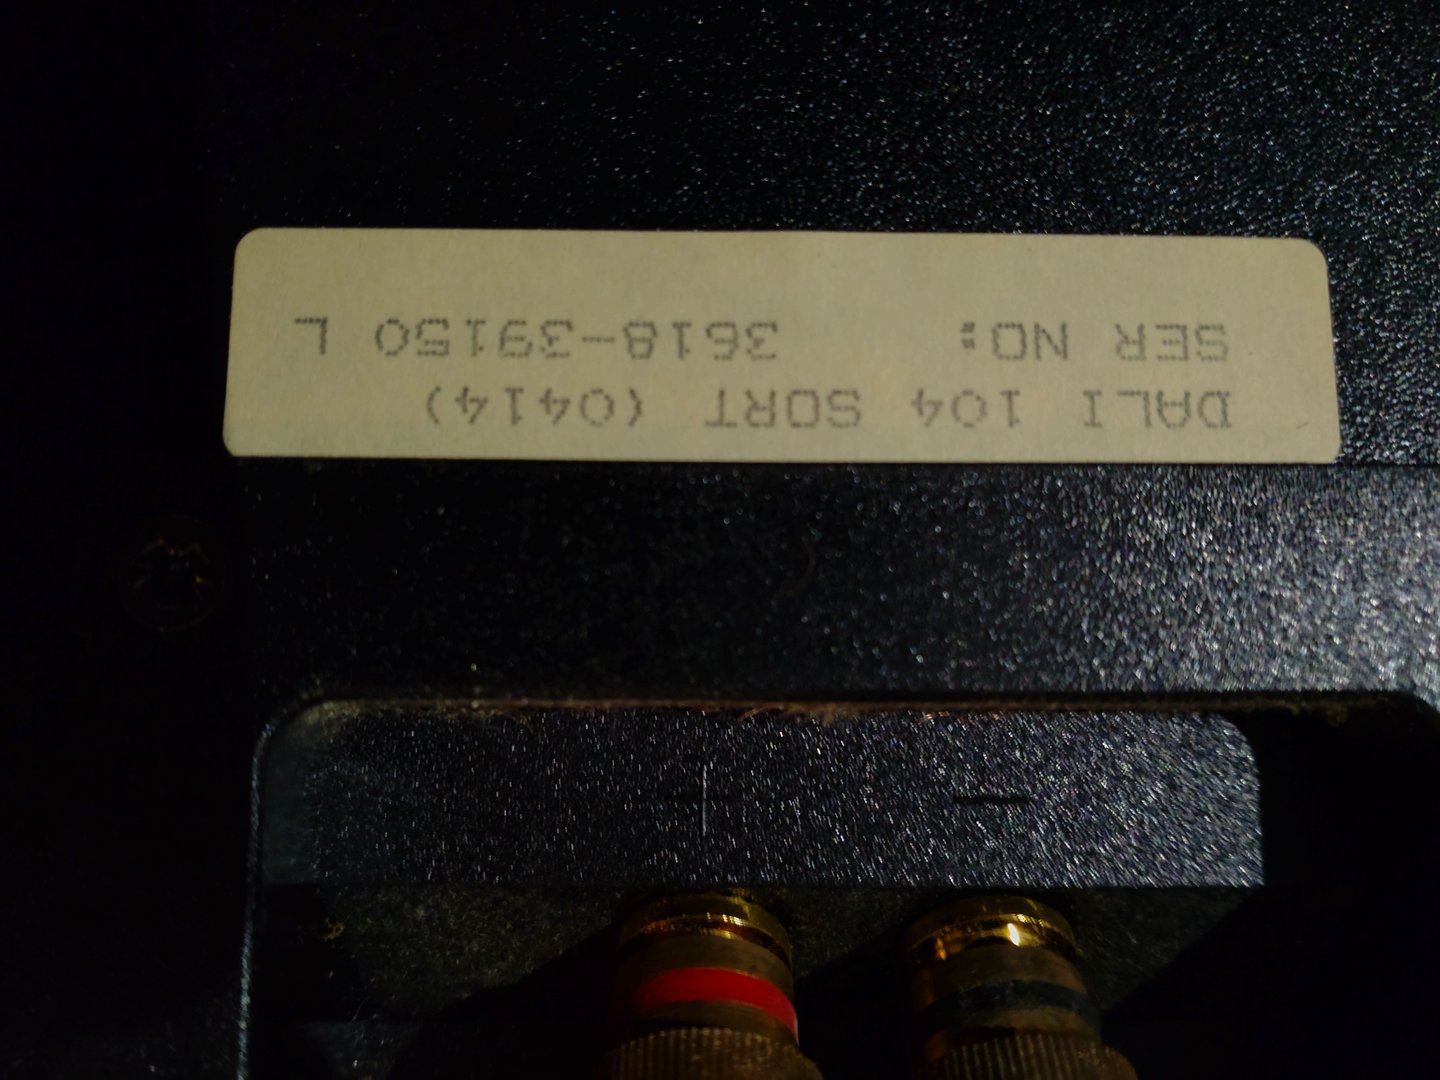 DALI 104 SORT (0414)
SER NO: 3618-39150 L